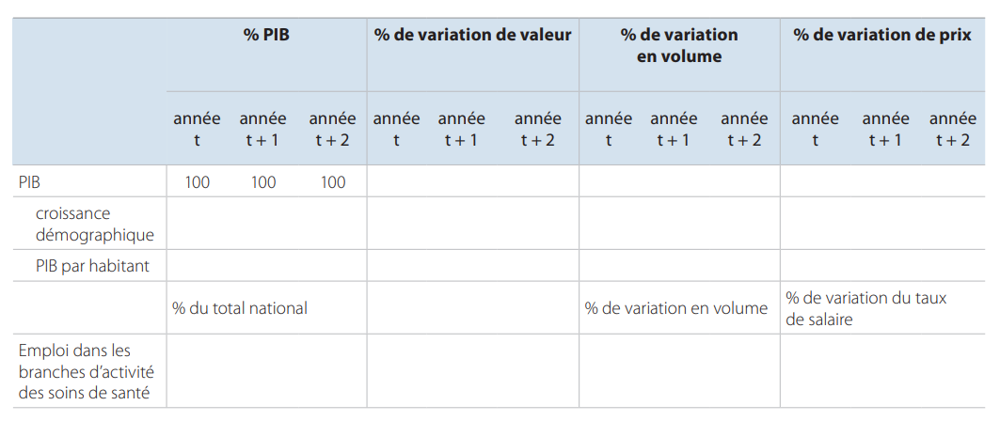 % PIB % de variation de valeur % de variation % de variation de prix
en volume
année année année année année année année année année année année année
t t + 1 t + 2 t t + 1 t + 2 t t + 1 t + 2 t t + 1 t + 2
PIB 100 100 100
croissance
démographique
PIB par habitant
% du total national % de variation en volume % de variation du taux
de salaire
Emploi dans les
branches d’activité
des soins de santé